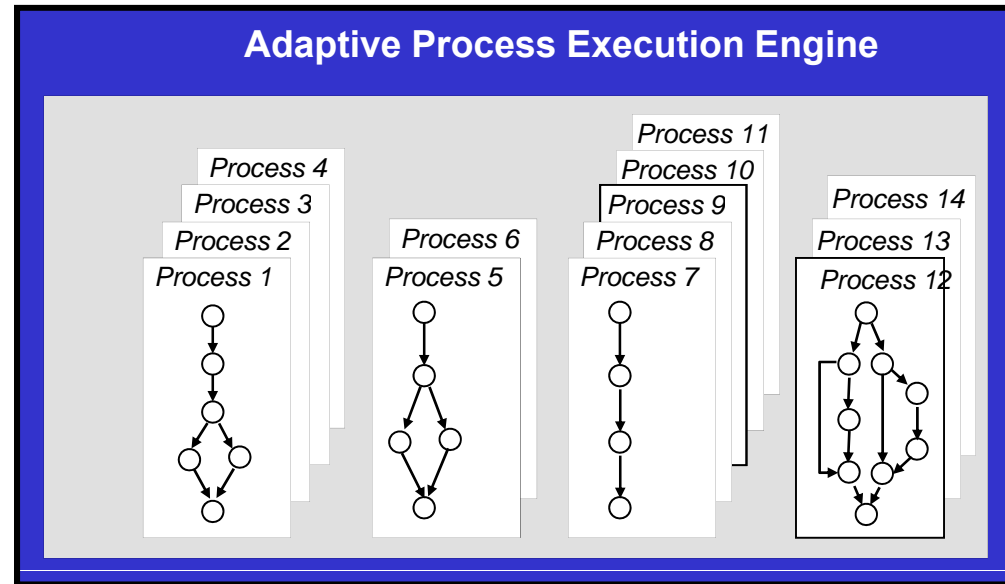 Adaptive Process Execution Engine
Process 4
Process 3
Process 2
Process 1
Process 6
Process 5
Process 11
Process 10
Process 9
Process 8
Process 7
Process 14
Process 13
Process 12